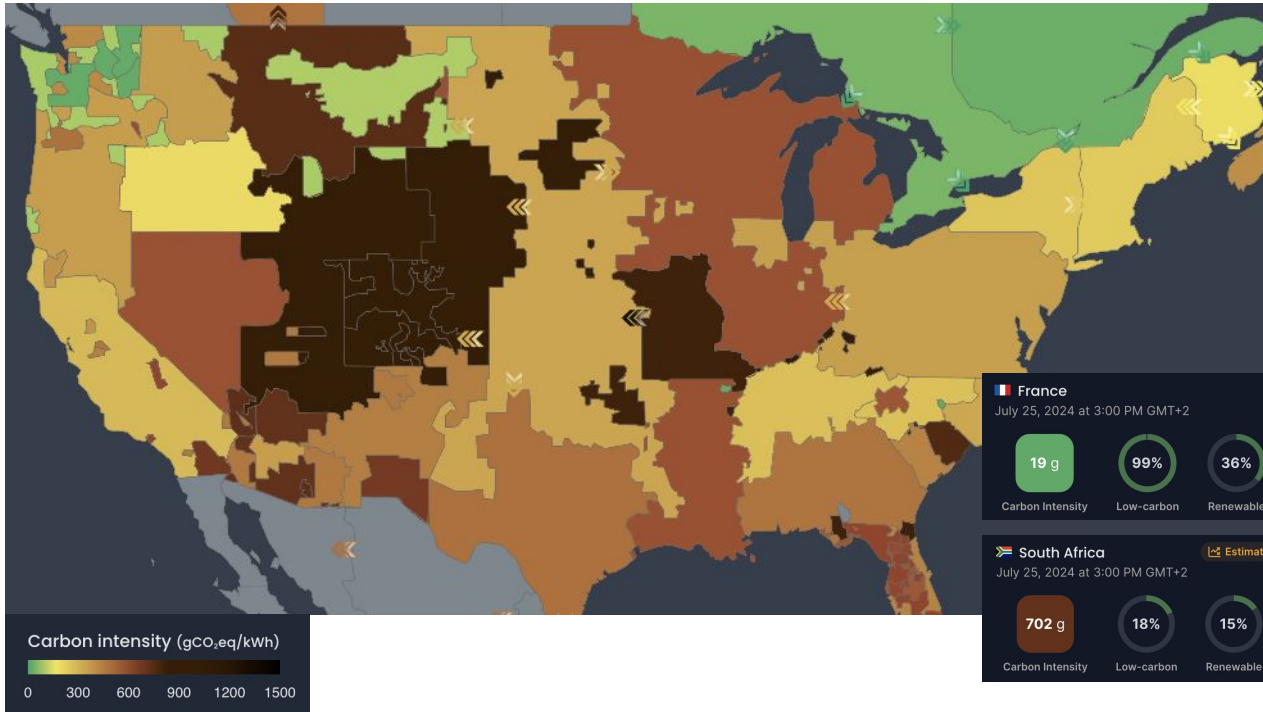 France
July 25, 2024 at 3:00 PM GMT+2
19 g
99%
36%
Carbon Intensity
Low-carbon
Renewable
South Africa
Estimat
July 25, 2024 at 3:00 PM GMT+2
702 g
18%
15%
Carbon Intensity
Low-carbon
Renewable
Carbon intensity (gCO₂eq/kWh)
0 300 600 900 1200 1500